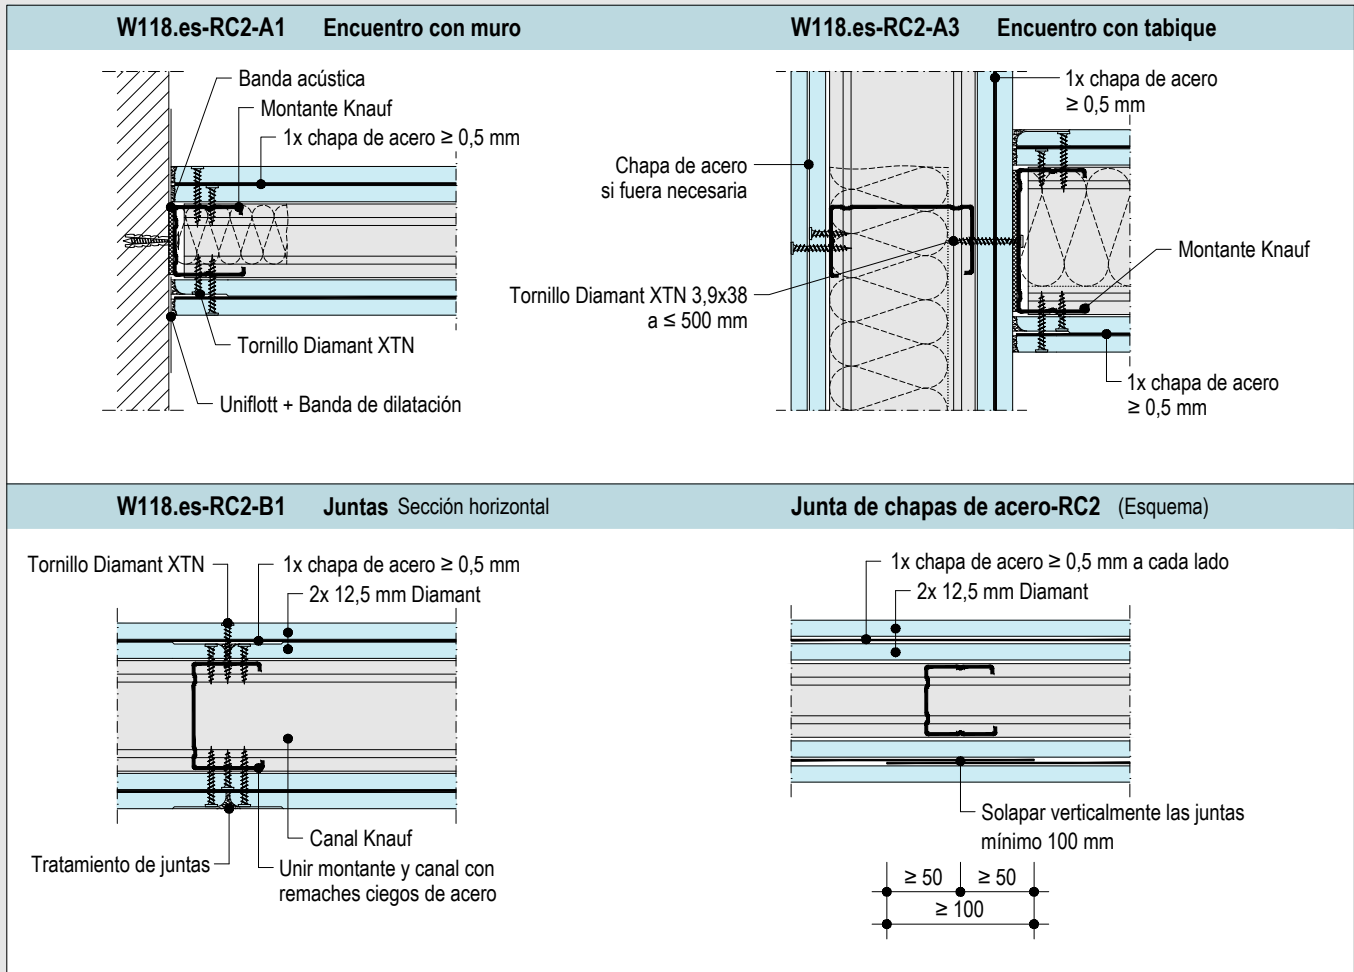 W118.es-RC2-A1 Encuentro con muro
Banda acústica
Montante Knauf
1x chapa de acero ≥ 0,5 mm
Tornillo Diamant XTN
Uniflott + Banda de dilatación
W118.es-RC2-A3 Encuentro con tabique
1x chapa de acero
≥ 0,5 mm
Chapa de acero
si fuera necesaria
Montante Knauf
Tornillo Diamant XTN 3,9x38
a ≤ 500 mm
1x chapa de acero
≥ 0,5 mm
W118.es-RC2-B1 Juntas Sección horizontal
Tornillo Diamant XTN
1x chapa de acero ≥ 0,5 mm
2x 12,5 mm Diamant
Canal Knauf
Tratamiento de juntas
Unir montante y canal con
remaches ciegos de acero
Junta de chapas de acero-RC2 (Esquema)
1x chapa de acero ≥ 0,5 mm a cada lado
2x 12,5 mm Diamant
Solapar verticalmente las juntas
mínimo 100 mm
≥ 50 ≥ 50
≥ 100